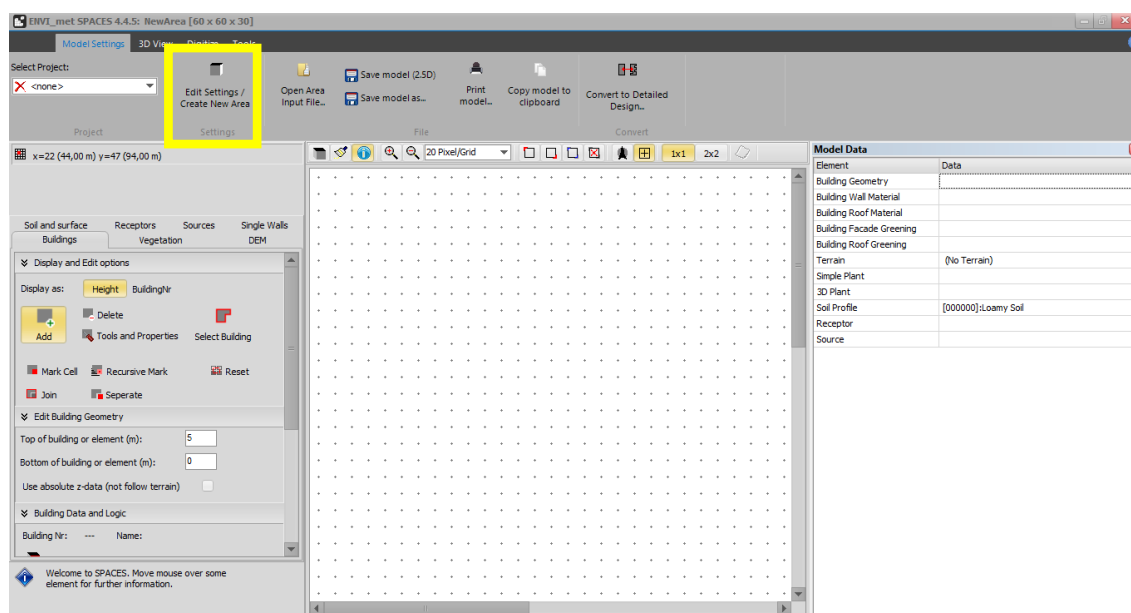 ENVI_met SPACES 4.4.5: NewArea [60 x 60 x 30]
Model Settings 3D View Digitize Tools
Select Project:
<none>
Project
Edit Settings /
Create New Area
Settings
Open Area
Input File...
Save model (2.5D)
Save model as...
Print
model...
Copy model to
clipboard
File
Convert to Detailed
Design...
Convert
x=22 (44,00 m) y=47 (94,00 m)
20 Pixel/Grid
1x1
2x2
Soil and surface Receptors Sources Single Walls
Buildings Vegetation DEM
Display and Edit options
Display as: Height BuildingNr
Add
Delete
Tools and Properties
Select Building
Mark Cell Recursive Mark Reset
Join Seperate
Edit Building Geometry
Top of building or element (m): 5
Bottom of building or element (m): 0
Use absolute z-data (not follow terrain)
Building Data and Logic
Building Nr: --- Name:
Welcome to SPACES. Move mouse over some
element for further information.
Model Data
Element Data
Building Geometry
Building Wall Material
Building Roof Material
Building Facade Greening
Building Roof Greening
Terrain (No Terrain)
Simple Plant
3D Plant
Soil Profile [000000]:Loamy Soil
Receptor
Source